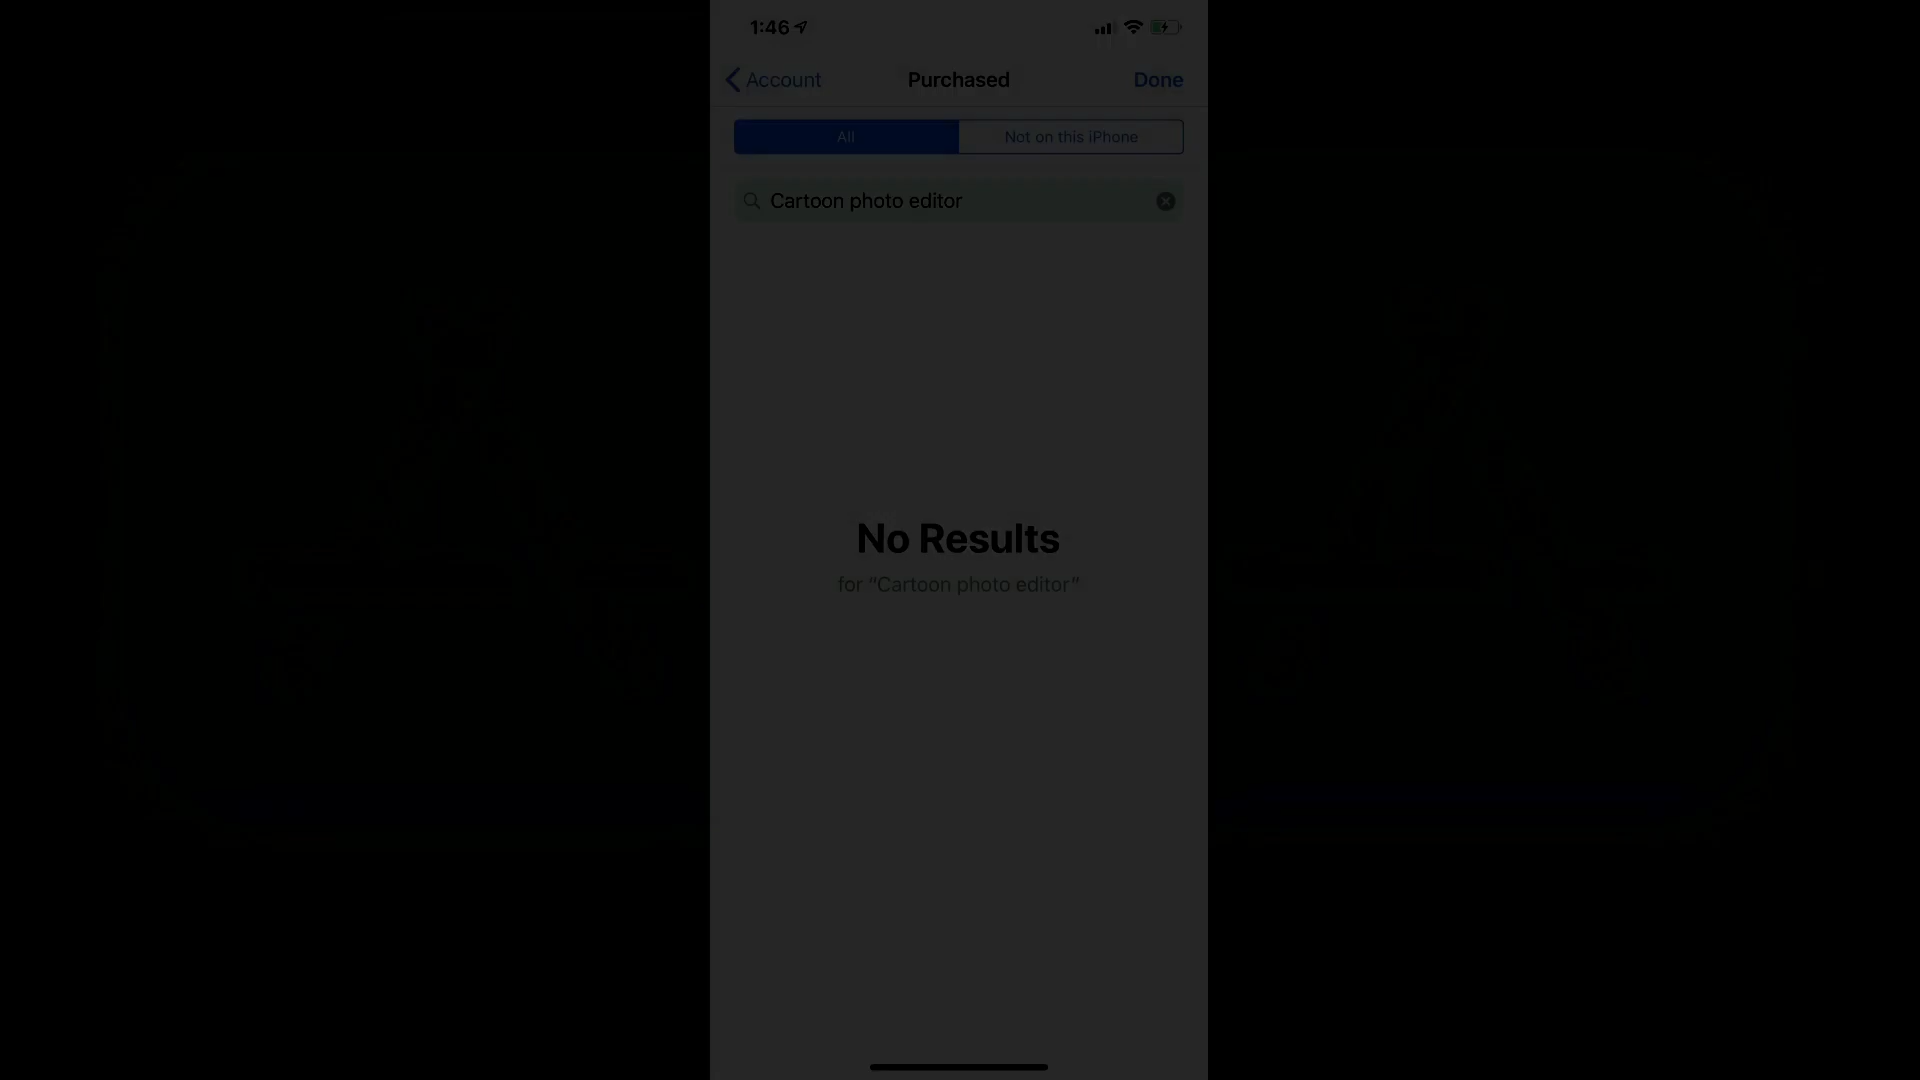 1:46
Account
Purchased
Done
All
Not on this iPhone
Cartoon photo editor
No Results
for “Cartoon photo editor”